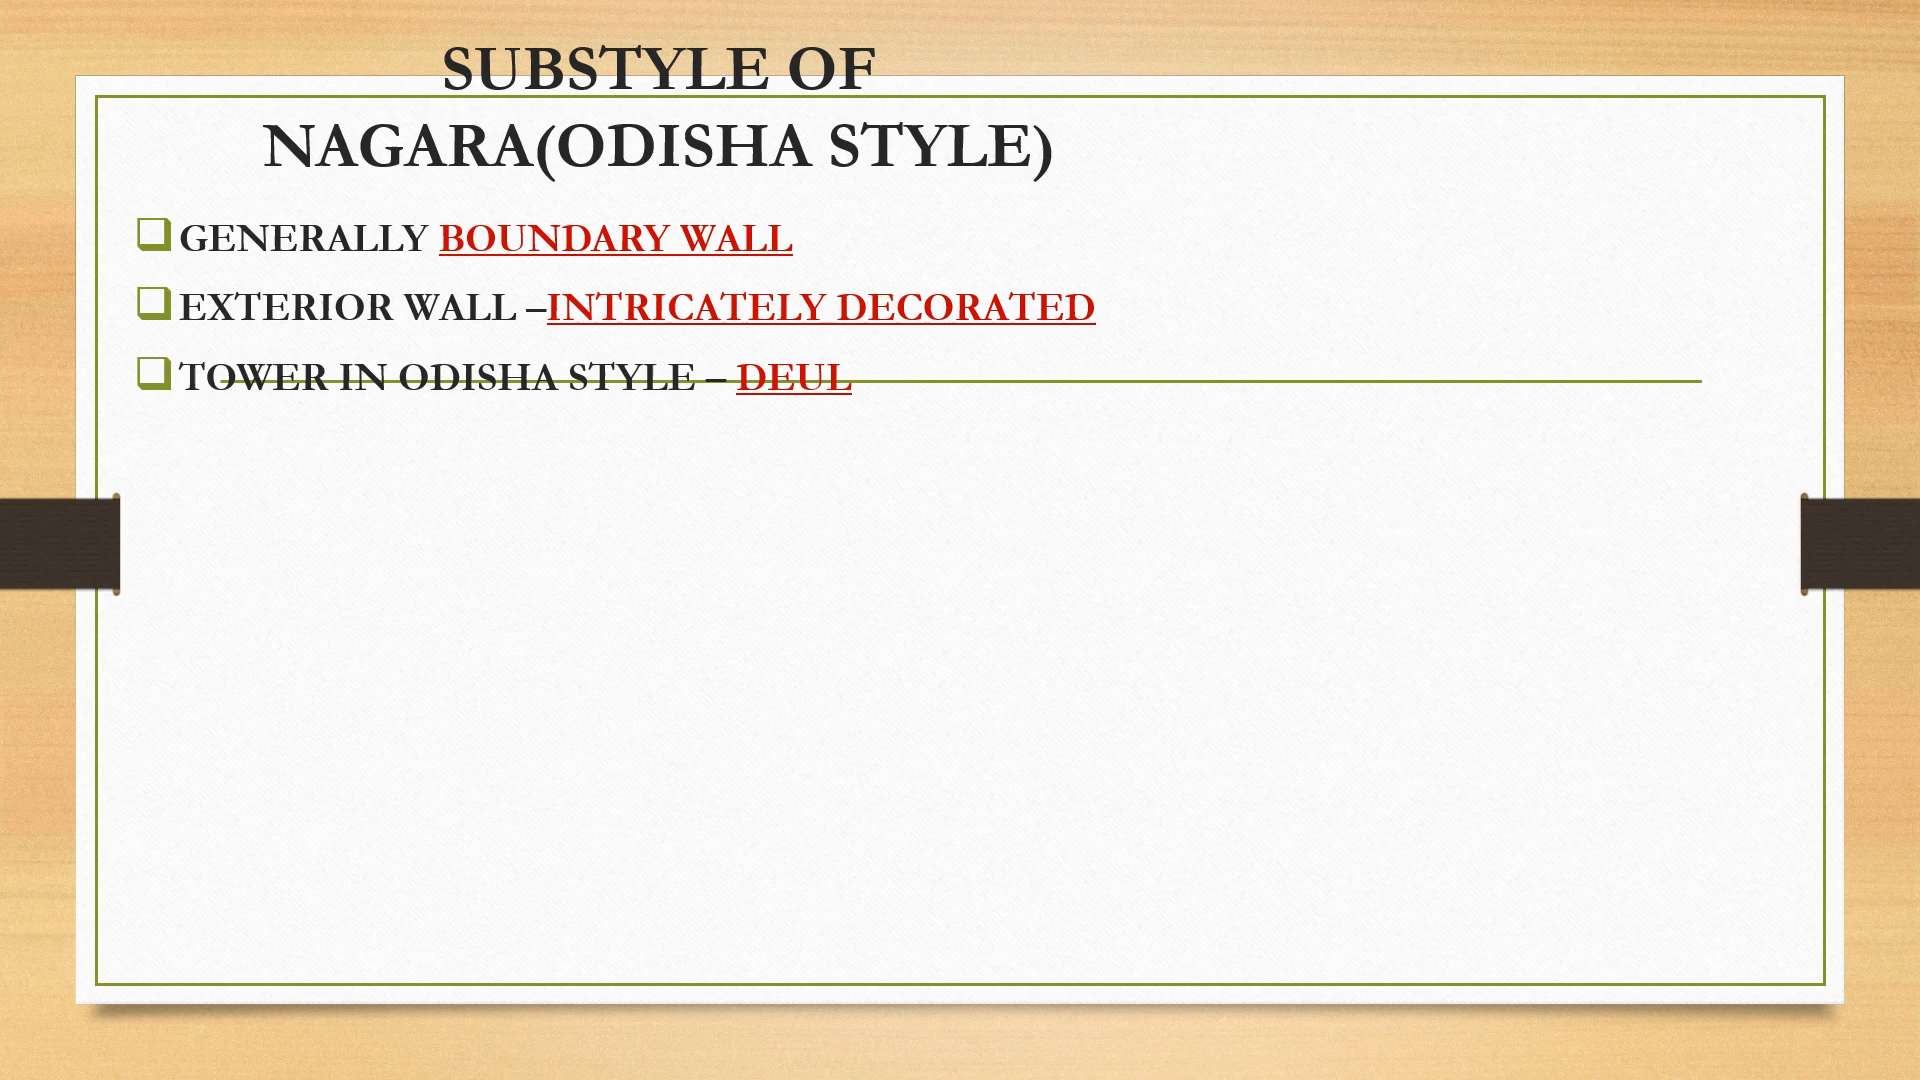 SUBSTYLE OF
NAGARA(ODISHA STYLE)
GENERALLY BOUNDARY WALL
EXTERIOR WALL –INTRICATELY DECORATED
TOWER IN ODISHA STYLE – DEUL